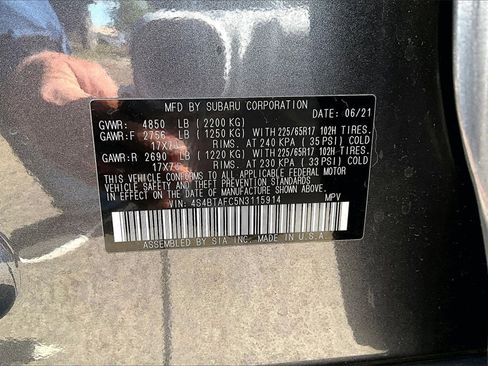 MFD BY SUBARU CORPORATION DATE: 06/21
GVWR: 4850 LB (2200 KG)
GAWR:F 2756 LB (1250 KG) WITH 225/65R17 102H TIRES.
17X7J RIMS. AT 240 KPA (35 PSI) COLD
GAWR:R 2690 LB (1220 KG) WITH 225/65R17 102H TIRES.
17X7J RIMS. AT 230 KPA (33 PSI) COLD
THIS VEHICLE CONFORMS TO ALL APPLICABLE FEDERAL MOTOR
VEHICLE SAFETY STANDARDS IN EFFECT ON THE DATE OF
MANUFACTURE SHOWN ABOVE.
VIN: 4S4BTAFC5N3115914 MPV
ASSEMBLED BY SIA INC. MADE IN U.S.A